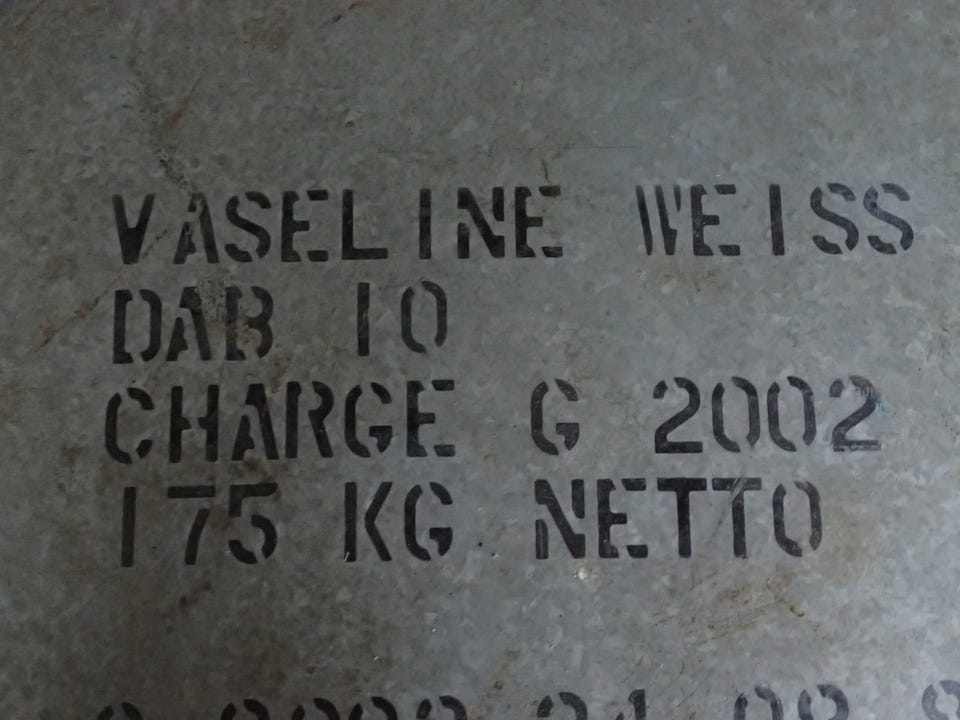 VASELINE WEISS
DAB 10
CHARGE G 2002
175 KG NETTO